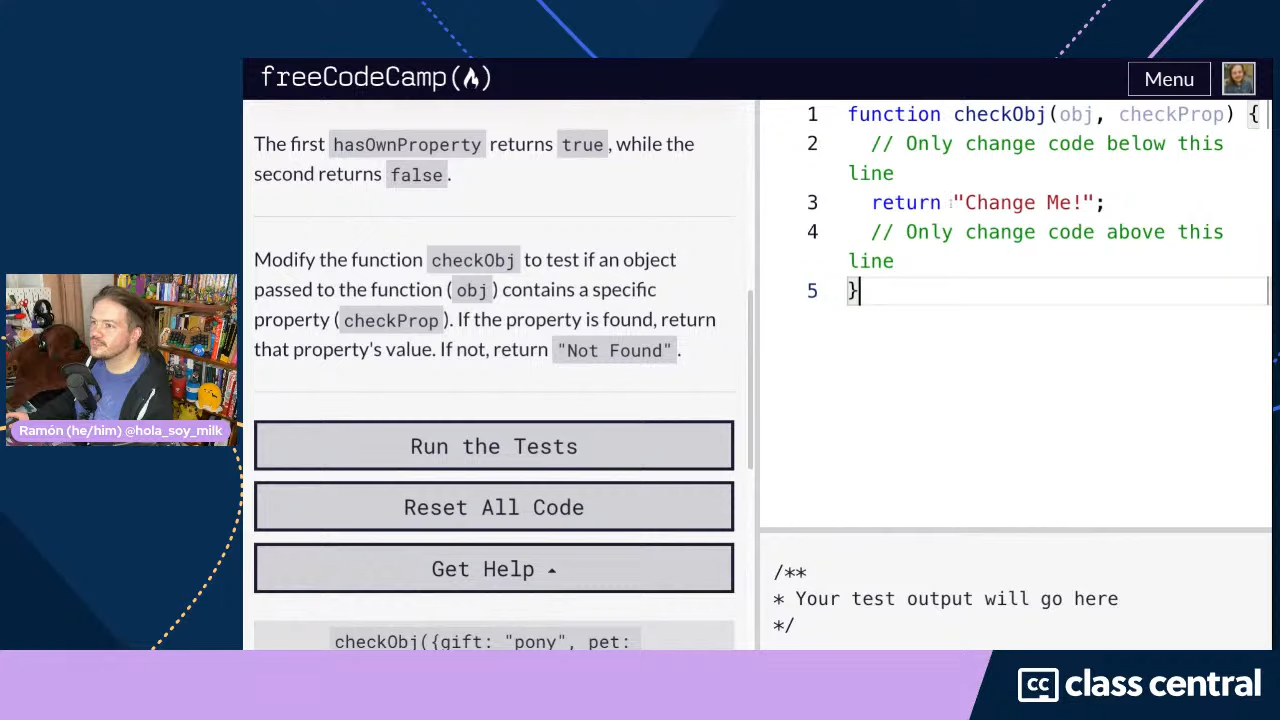 freeCodeCamp(🔥)
Menu
The first hasOwnProperty returns true, while the
second returns false.
Modify the function checkObj to test if an object
passed to the function (obj) contains a specific
property (checkProp). If the property is found, return
that property's value. If not, return "Not Found".
Run the Tests
Reset All Code
Get Help
checkObj({gift: "pony", pet:
1 function checkObj(obj, checkProp) {
2 // Only change code below this
line
3 return "Change Me!";
4 // Only change code above this
line
5 }
/**
* Your test output will go here
*/
Ramón (he/him) @hola_soy_milk
cc class central